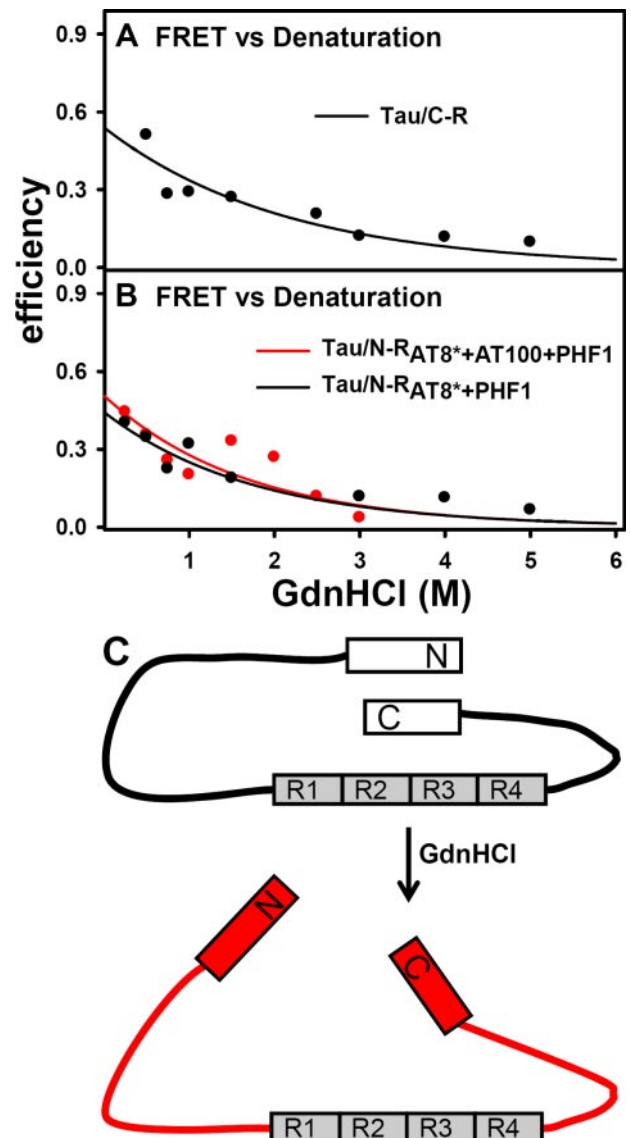 A FRET vs Denaturation
Tau/C-R
0.9
0.6
0.3
0.0
efficiency
B FRET vs Denaturation
Tau/N-RAT8*+AT100+PHF1
Tau/N-RAT8*+PHF1
0.9
0.6
0.3
0.0
1 2 3 4 5 6
GdnHCl (M)
C
N
C
R1 R2 R3 R4
GdnHCl
N
C
R1 R2 R3 R4